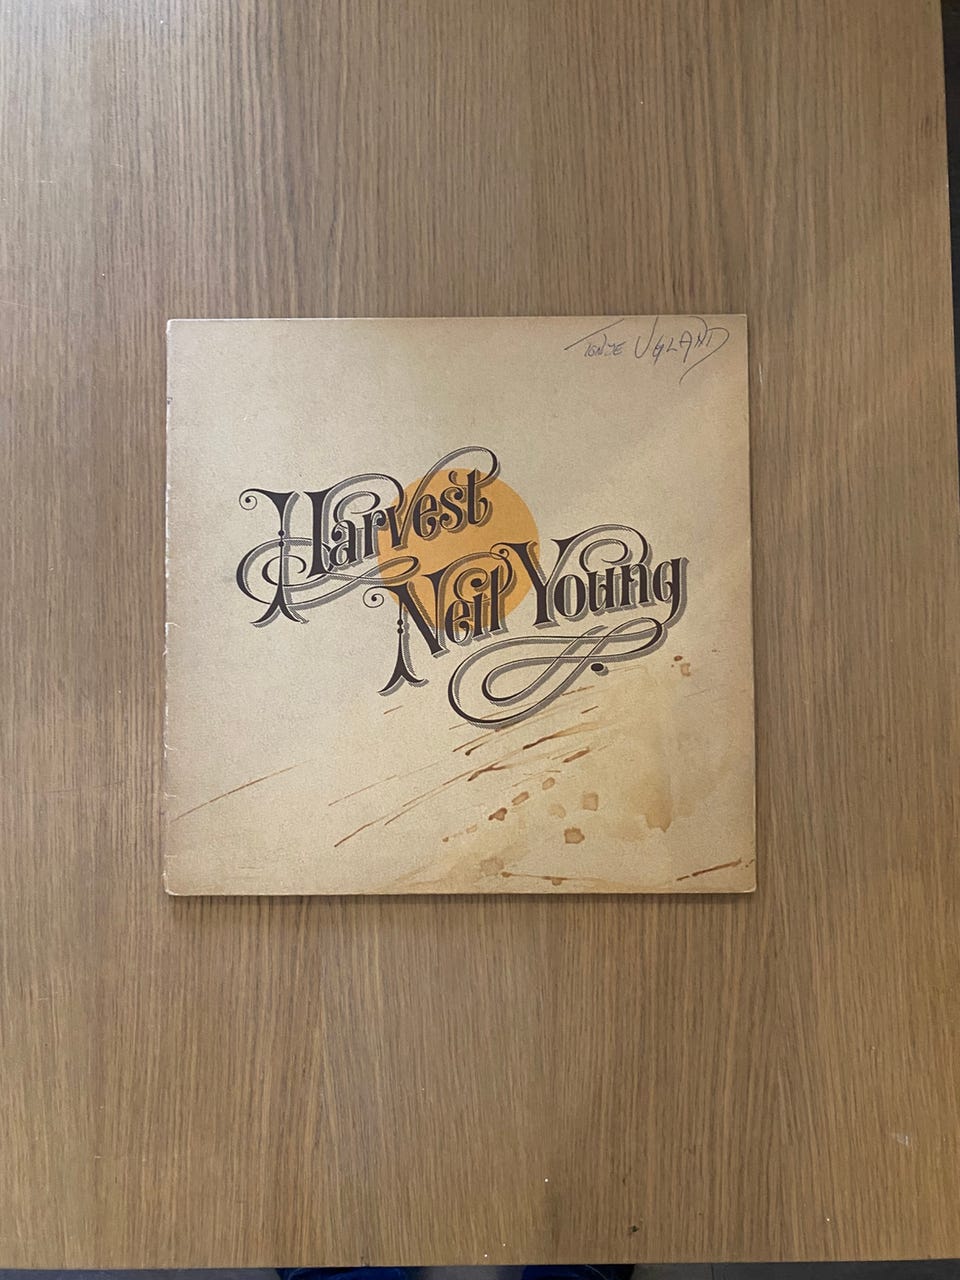 Tonje Ugland
Harvest
Neil Young